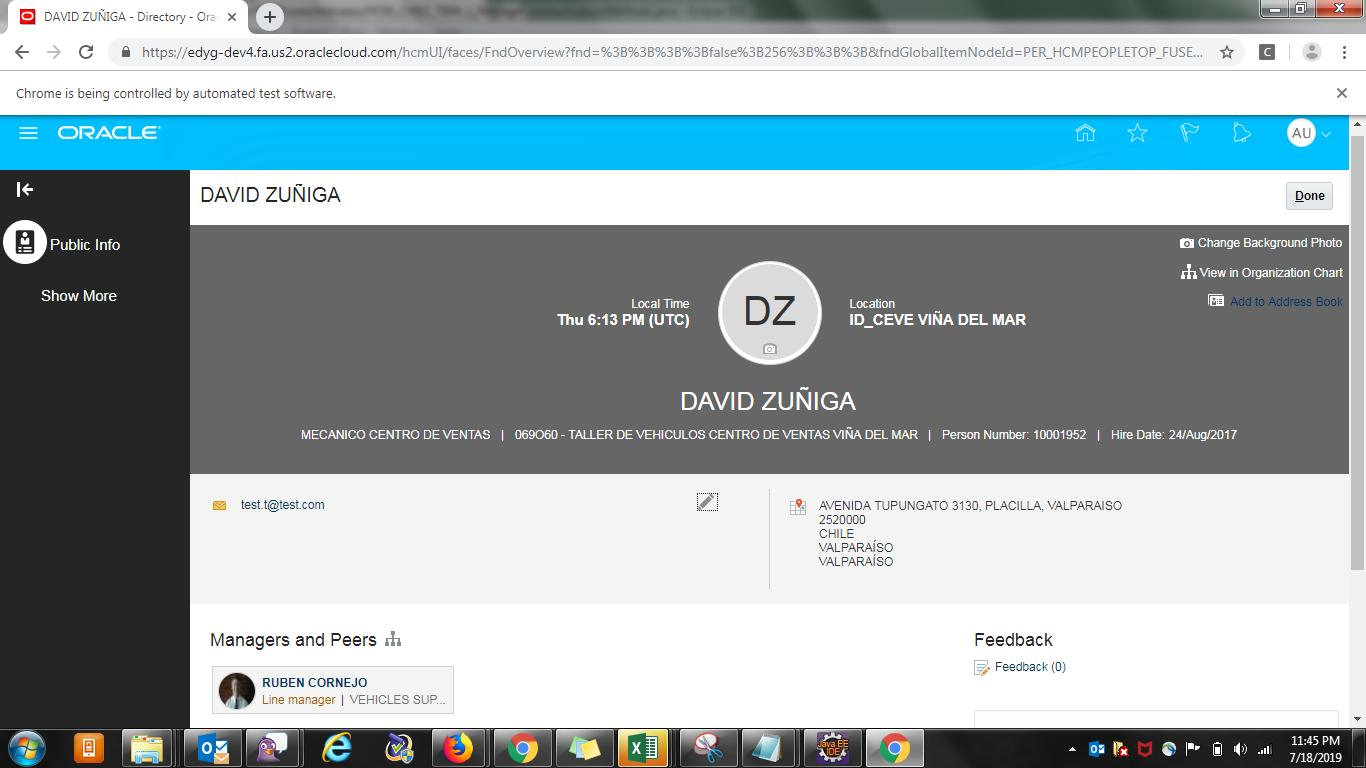 DAVID ZUÑIGA - Directory - Ora
https://edyg-dev4.fa.us2.oraclecloud.com/hcmUI/faces/FndOverview?fnd=%3B%3B%3B%3Bfalse%3B256%3B%3B%3B&fndGlobalItemNodeId=PER_HCMPEOPLETOP_FUSE...
C
Chrome is being controlled by automated test software.
ORACLE
AU
DAVID ZUÑIGA
Done
Public Info
Show More
Change Background Photo
View in Organization Chart
Add to Address Book
Local Time
Thu 6:13 PM (UTC)
DZ
Location
ID_CEVE VIÑA DEL MAR
DAVID ZUÑIGA
MECANICO CENTRO DE VENTAS | 069O60 - TALLER DE VEHICULOS CENTRO DE VENTAS VIÑA DEL MAR | Person Number: 10001952 | Hire Date: 24/Aug/2017
test.t@test.com
AVENIDA TUPUNGATO 3130, PLACILLA, VALPARAISO
2520000
CHILE
VALPARAÍSO
VALPARAÍSO
Managers and Peers
RUBEN CORNEJO
Line manager | VEHICLES SUP...
Feedback
Feedback (0)
Java EE
IDE
11:45 PM
7/18/2019